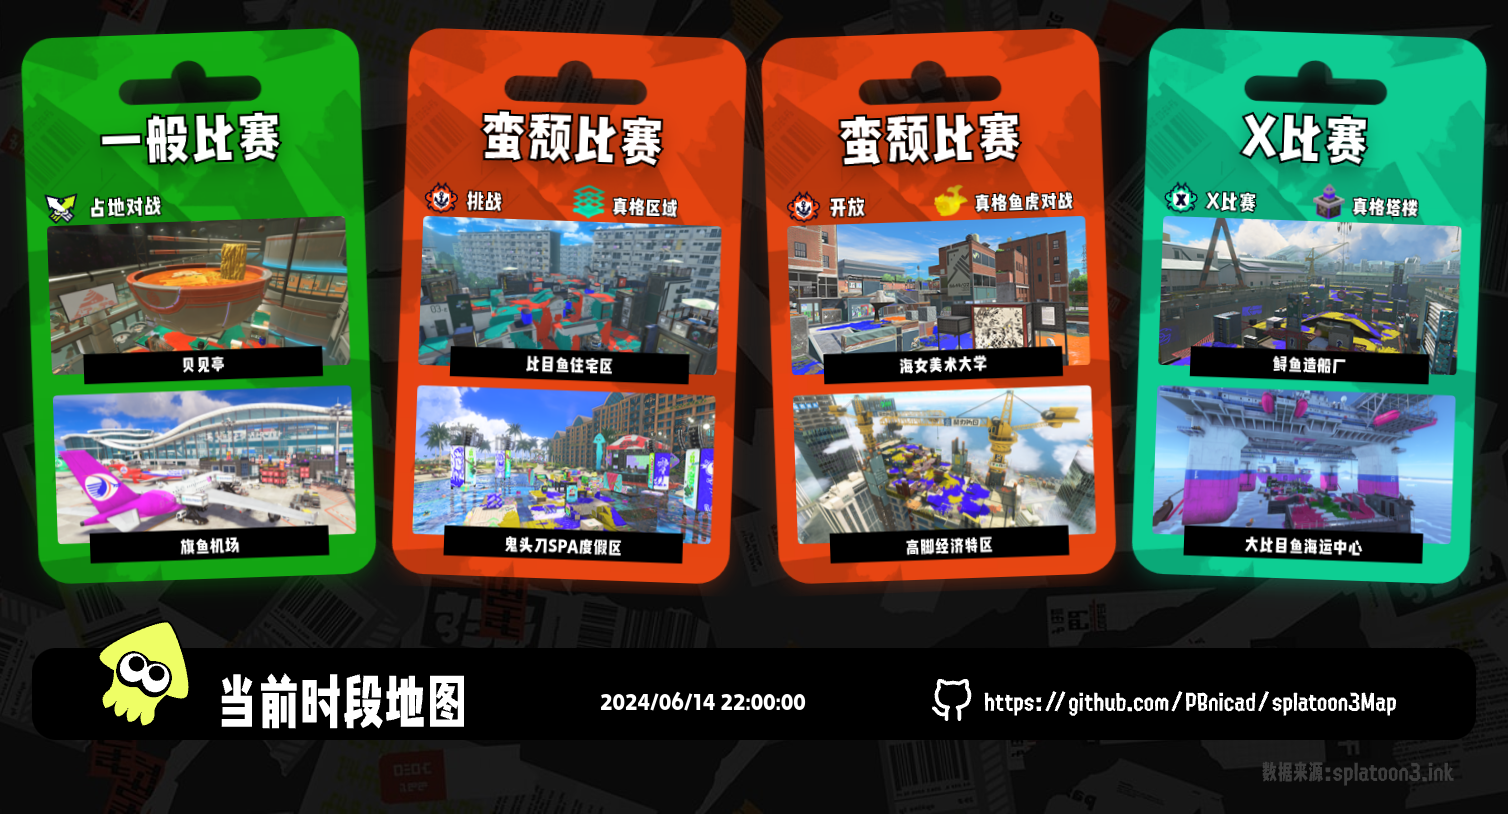 一般比赛
占地对战
贝见亭
旗鱼机场
蛮颓比赛
挑战
真格区域
比目鱼住宅区
鬼头刀SPA度假区
蛮颓比赛
开放
真格鱼虎对战
海女美术大学
高脚经济特区
X比赛
X比赛
真格塔楼
鲟鱼造船厂
大比目鱼海运中心
当前时段地图
2024/06/14 22:00:00
https://github.com/PBnicad/splatoon3Map
数据来源:splatoon3.ink